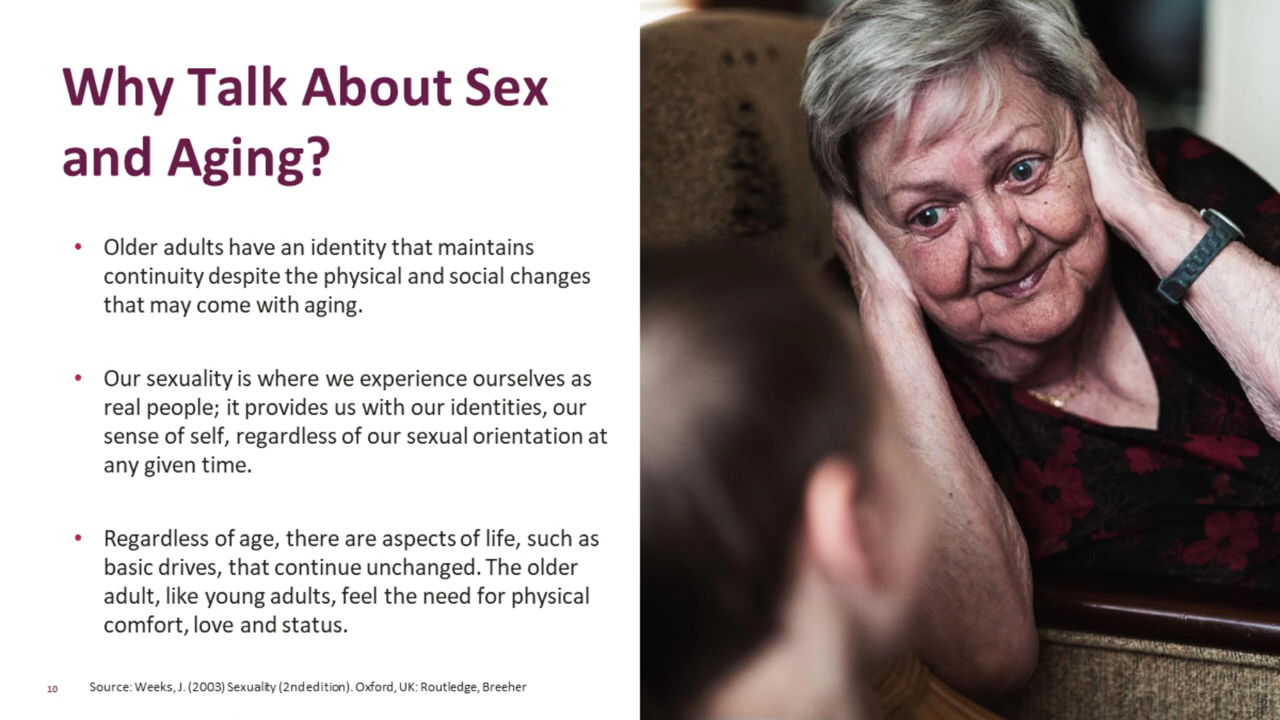 Why Talk About Sex
and Aging?
• Older adults have an identity that maintains
continuity despite the physical and social changes
that may come with aging.
• Our sexuality is where we experience ourselves as
real people; it provides us with our identities, our
sense of self, regardless of our sexual orientation at
any given time.
• Regardless of age, there are aspects of life, such as
basic drives, that continue unchanged. The older
adult, like young adults, feel the need for physical
comfort, love and status.
10 Source: Weeks, J. (2003) Sexuality (2nd edition). Oxford, UK: Routledge, Breeher